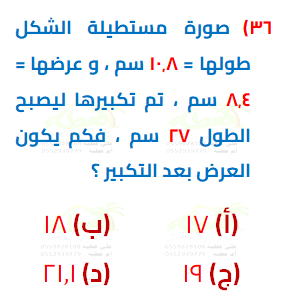 ٣٦) صورة مستطيلة الشكل
طولها = ١٠,٨ سم ، و عرضها =
٨,٤ سم ، تم تكبيرها ليصبح
الطول ٢٧ سم ، فكم يكون
العرض بعد التكبير ؟
(أ) ١٧ (ب) ١٨
(ج) ١٩ (د) ٢١,١